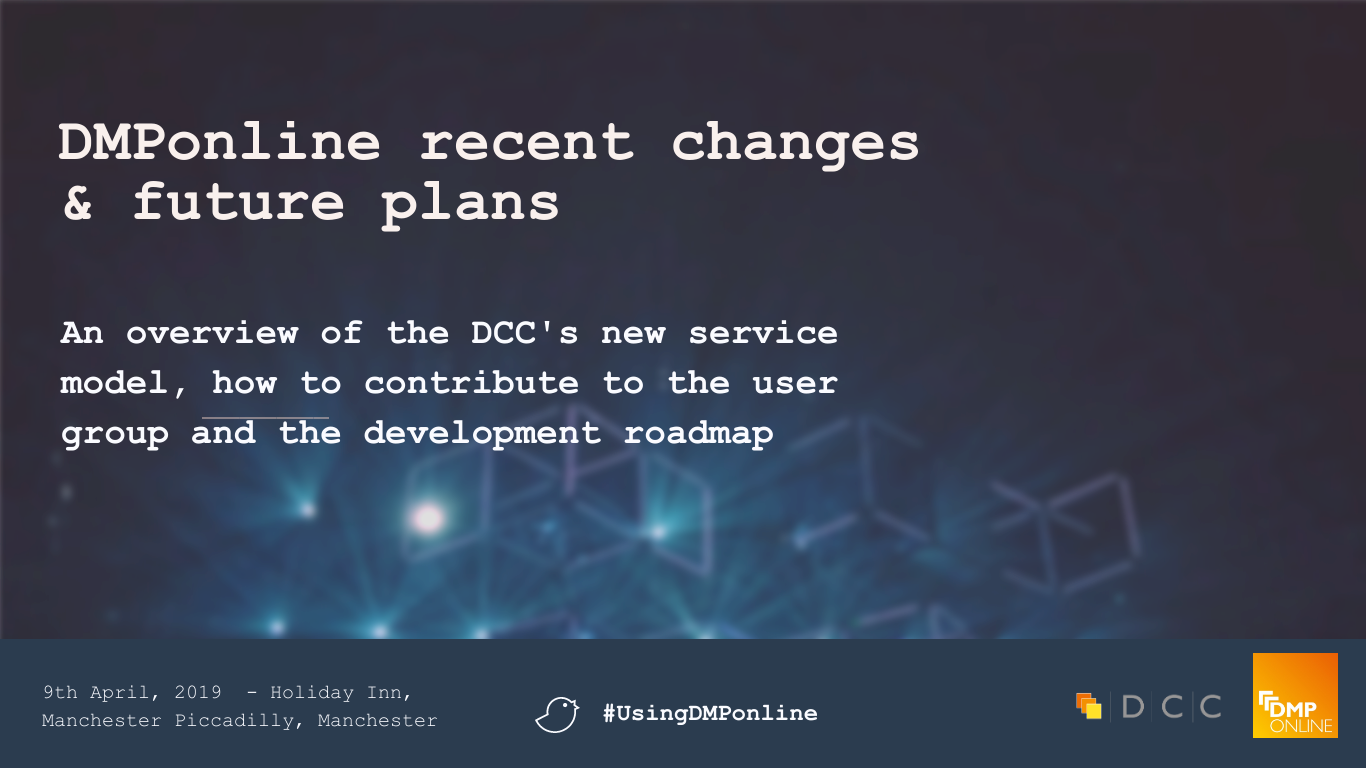 DMPonline recent changes
& future plans
An overview of the DCC's new service
model, how to contribute to the user
group and the development roadmap
9th April, 2019  - Holiday Inn,
Manchester Piccadilly, Manchester
#UsingDMPonline
DCC
DMP
ONLINE